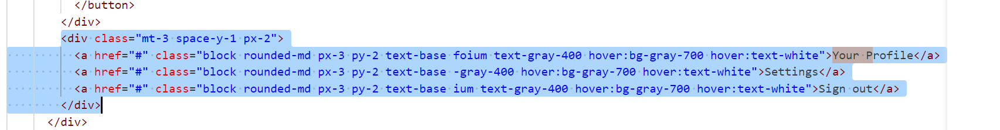 </button>
</div>
<div class="mt-3 space-y-1 px-2">
<a href="#" class="block rounded-md px-3 py-2 text-base foium text-gray-400 hover:bg-gray-700 hover:text-white">Your Profile</a>
<a href="#" class="block rounded-md px-3 py-2 text-base -gray-400 hover:bg-gray-700 hover:text-white">Settings</a>
<a href="#" class="block rounded-md px-3 py-2 text-base ium text-gray-400 hover:bg-gray-700 hover:text-white">Sign out</a>
</div>
</div>